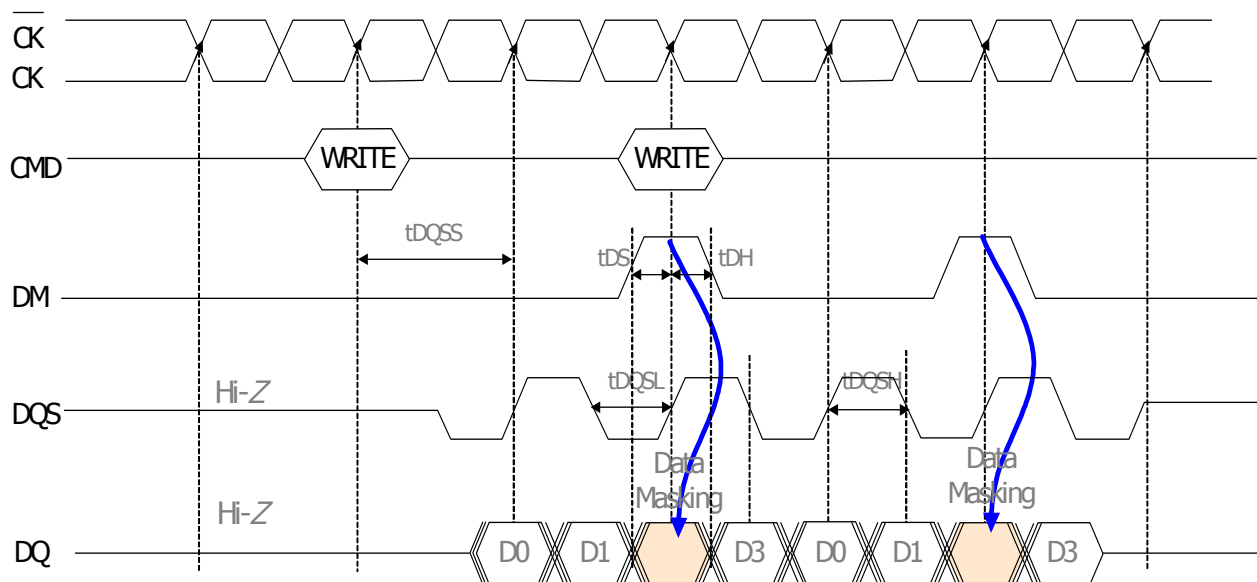 CK
CK
CMD
WRITE
WRITE
tDQSS
tDS
tDH
DM
Hi-Z
tDQSL
tDQSH
DQS
Data
Masking
Data
Masking
Hi-Z
DQ
D0
D1
D3
D0
D1
D3